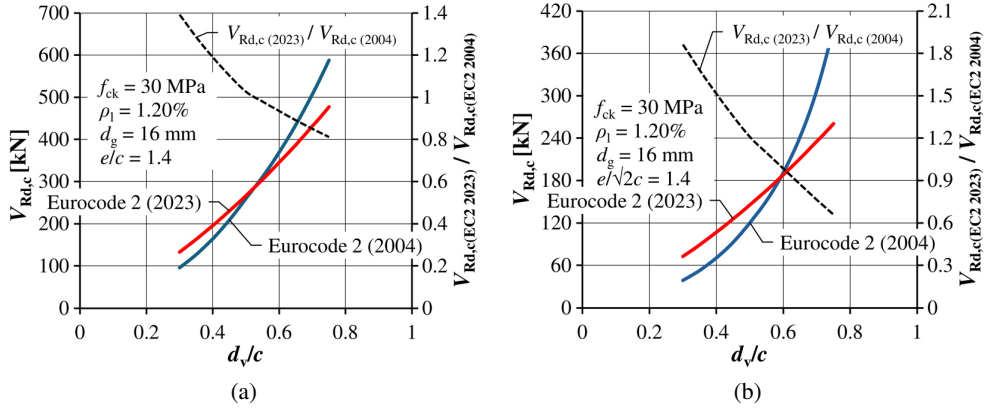 700
600
500
400
300
200
100
0
V_Rd,c [kN]
1.4
1.2
1
0.8
0.6
0.4
0.2
0
V_Rd,c(EC2 2023) / V_Rd,c(EC2 2004)
V_Rd,c (2023) / V_Rd,c (2004)
f_ck = 30 MPa
ρ_l = 1.20%
d_g = 16 mm
e/c = 1.4
Eurocode 2 (2023)
Eurocode 2 (2004)
0
0.2
0.4
0.6
0.8
1
d_v/c
(a)
420
360
300
240
180
120
60
0
V_Rd,c [kN]
2.1
1.8
1.5
1.2
0.9
0.6
0.3
0
V_Rd,c(EC2 2023) / V_Rd,c(EC2 2004)
V_Rd,c (2023) / V_Rd,c (2004)
f_ck = 30 MPa
ρ_l = 1.20%
d_g = 16 mm
e/√2c = 1.4
Eurocode 2 (2023)
Eurocode 2 (2004)
0
0.2
0.4
0.6
0.8
1
d_v/c
(b)